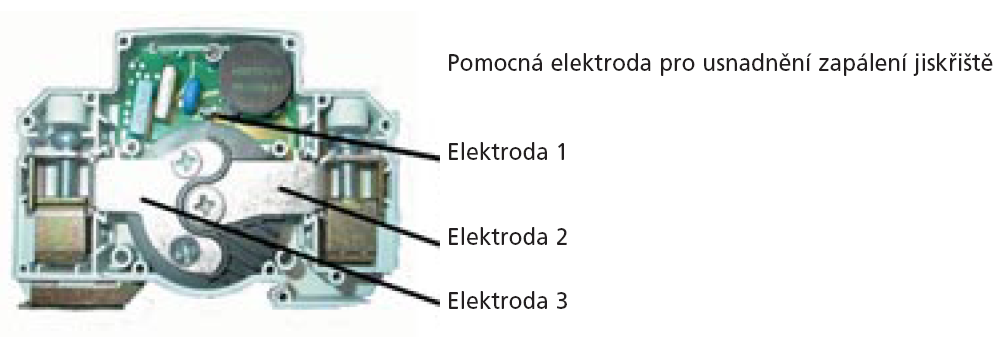 Pomocná elektroda pro usnadnění zapálení jiskřiště
Elektroda 1
Elektroda 2
Elektroda 3